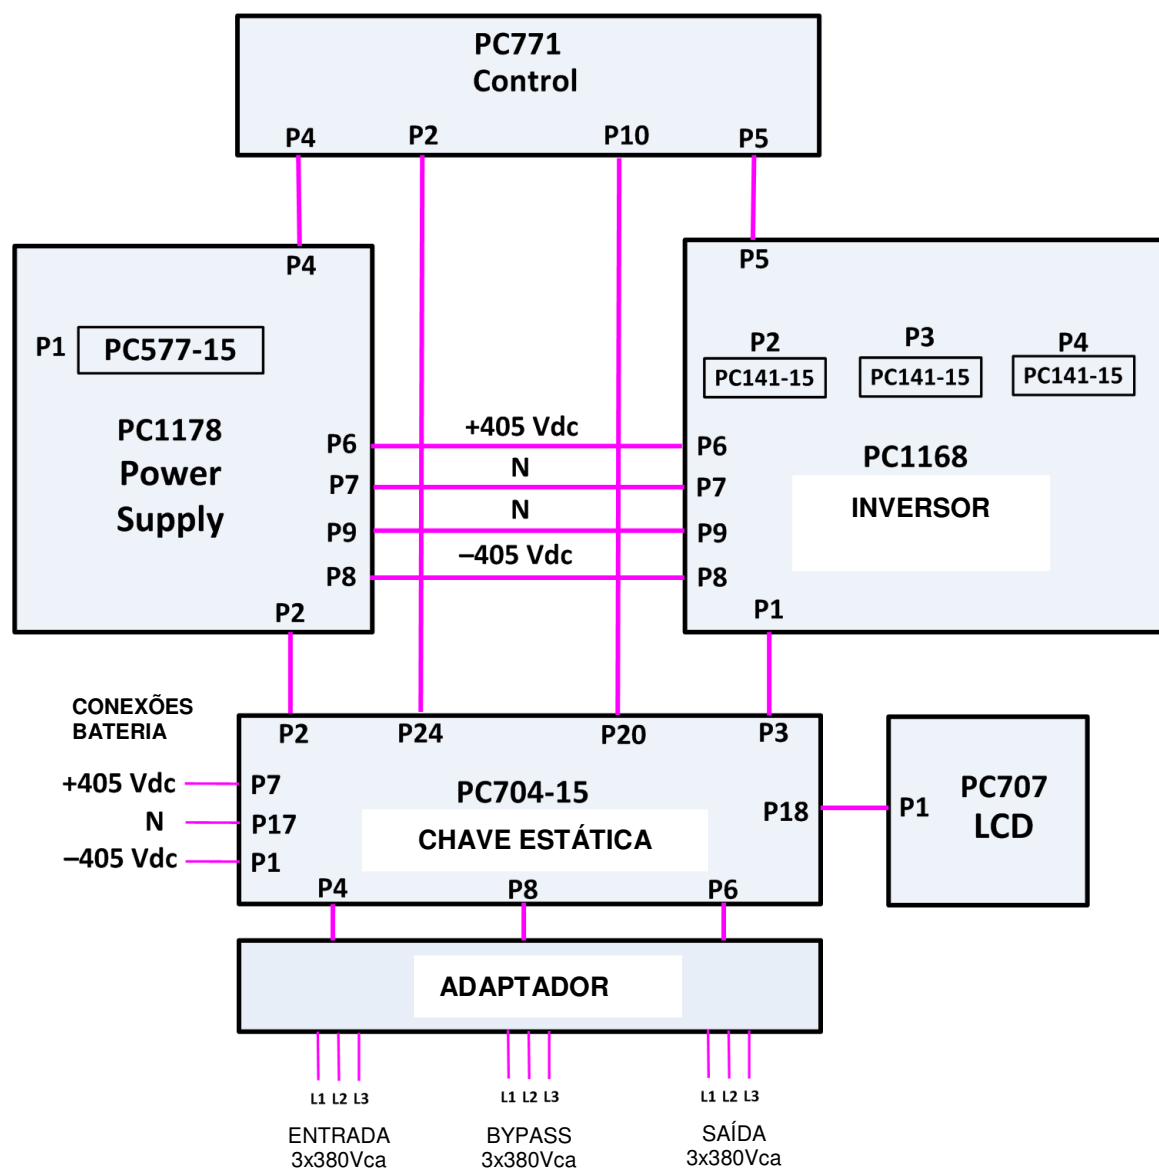 PC771
Control
P4 P2 P10 P5
P4
P5
P1 PC577-15
P2 P3 P4
PC141-15 PC141-15 PC141-15
PC1178
Power
Supply
PC1168
INVERSOR
P6 +405 Vdc P6
P7 N P7
P9 N P9
P8 –405 Vdc P8
P2
P1
CONEXÕES
BATERIA
P2 P24 P20 P3
+405 Vdc P7
N P17
–405 Vdc P1
PC704-15
CHAVE ESTÁTICA
P18
P1
PC707
LCD
P4 P8 P6
ADAPTADOR
L1 L2 L3 L1 L2 L3 L1 L2 L3
ENTRADA
3x380Vca
BYPASS
3x380Vca
SAÍDA
3x380Vca